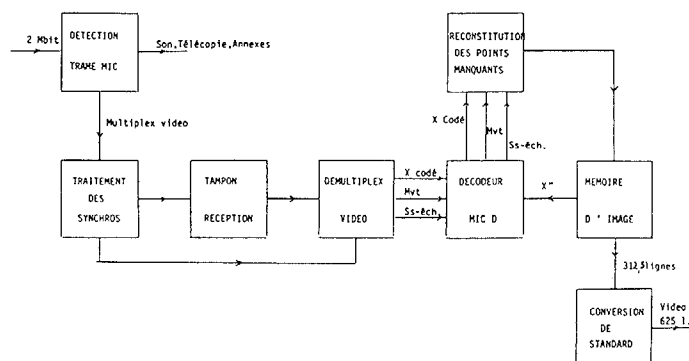 2 Mbit
DETECTION
TRAME MIC
Son,Télécopie,Annexes
Multiplex video
RECONSTITUTION
DES POINTS
MANQUANTS
X Codé
Mvt
Ss-éch.
TRAITEMENT
DES
SYNCHROS
TAMPON
RECEPTION
DEMULTIPLEX
VIDEO
X codé
Mvt
Ss-éch.
DECODEUR
MIC D
X"
MEMOIRE
D ' IMAGE
312,5lignes
CONVERSION
DE
STANDARD
Video
625 l.